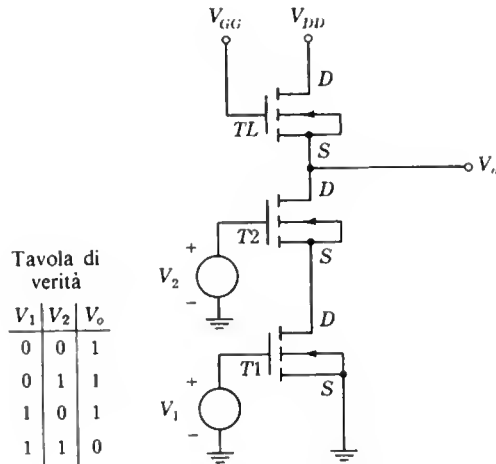 V_GG V_DD
D
TL
S
V_o
D
T2
S
V_2
+
−
D
T1
S
V_1
+
−
Tavola di
verità
V_1 V_2 V_o
0 0 1
0 1 1
1 0 1
1 1 0